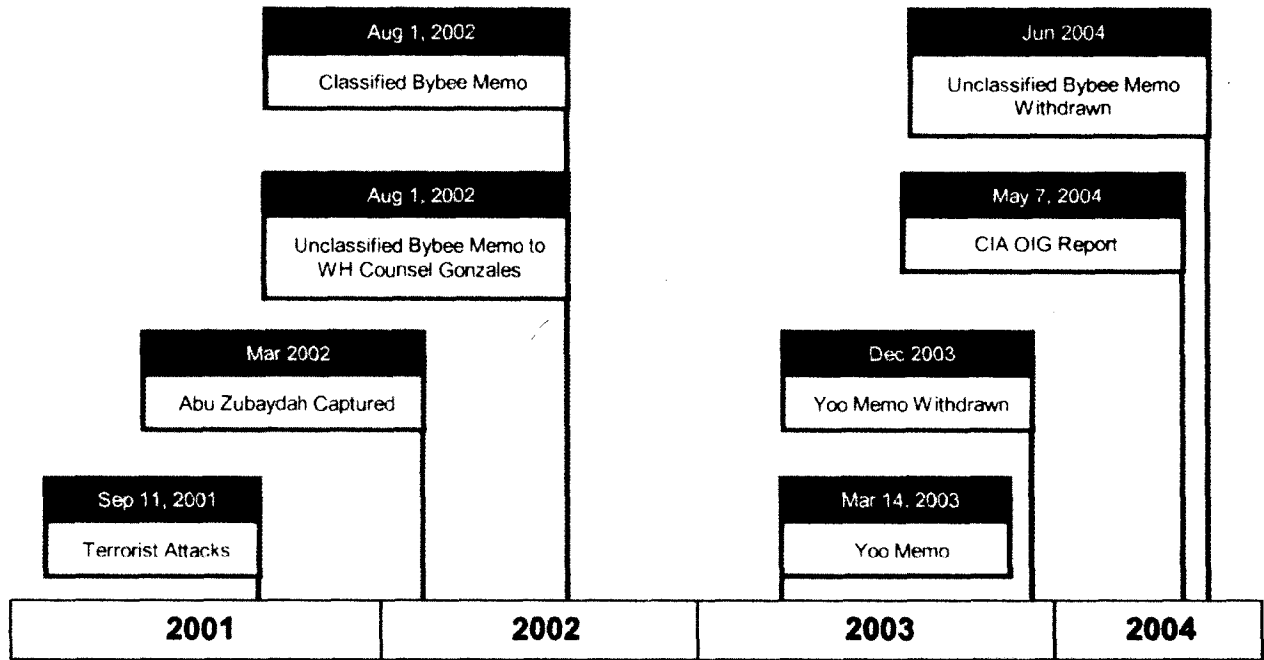 Aug 1, 2002
Classified Bybee Memo
Jun 2004
Unclassified Bybee Memo
Withdrawn
Aug 1, 2002
Unclassified Bybee Memo to
WH Counsel Gonzales
May 7, 2004
CIA OIG Report
Mar 2002
Abu Zubaydah Captured
Dec 2003
Yoo Memo Withdrawn
Sep 11, 2001
Terrorist Attacks
Mar 14, 2003
Yoo Memo
2001
2002
2003
2004